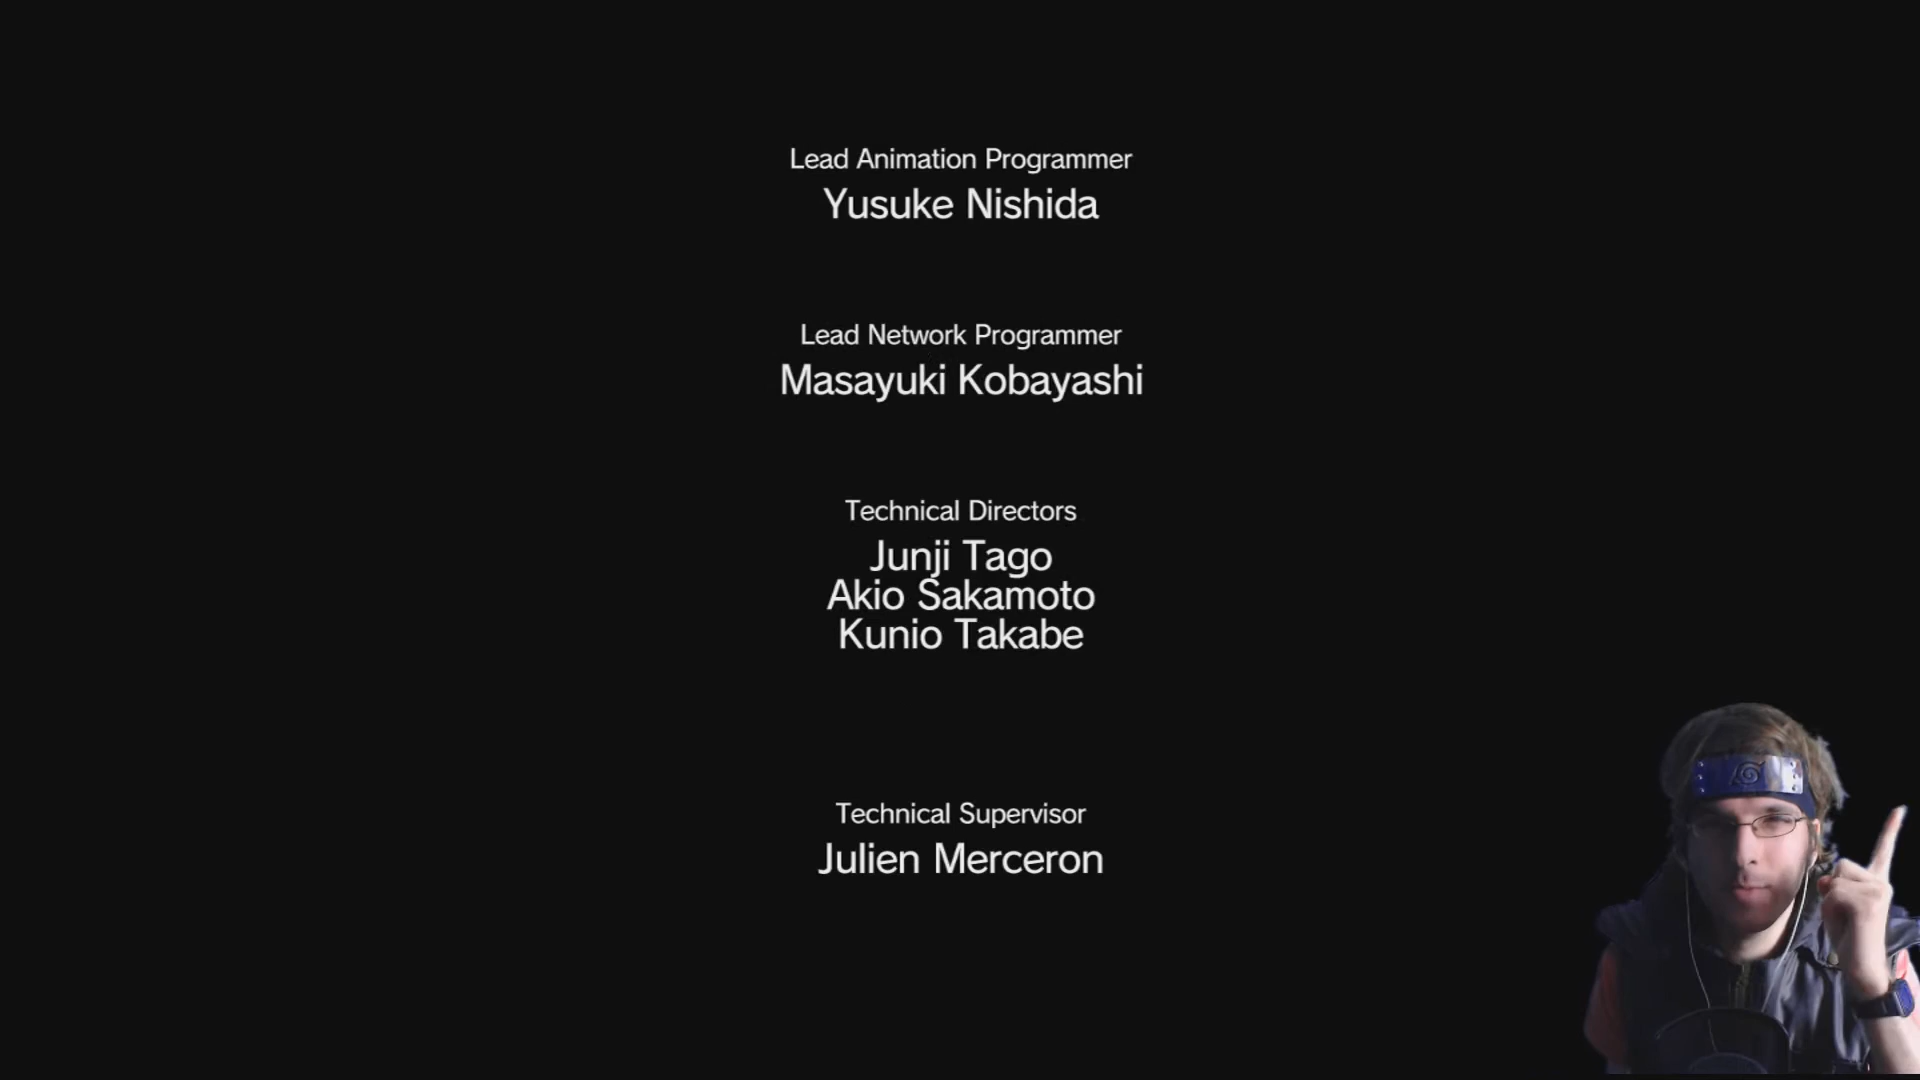 Lead Animation Programmer
Yusuke Nishida
Lead Network Programmer
Masayuki Kobayashi
Technical Directors
Junji Tago
Akio Sakamoto
Kunio Takabe
Technical Supervisor
Julien Merceron